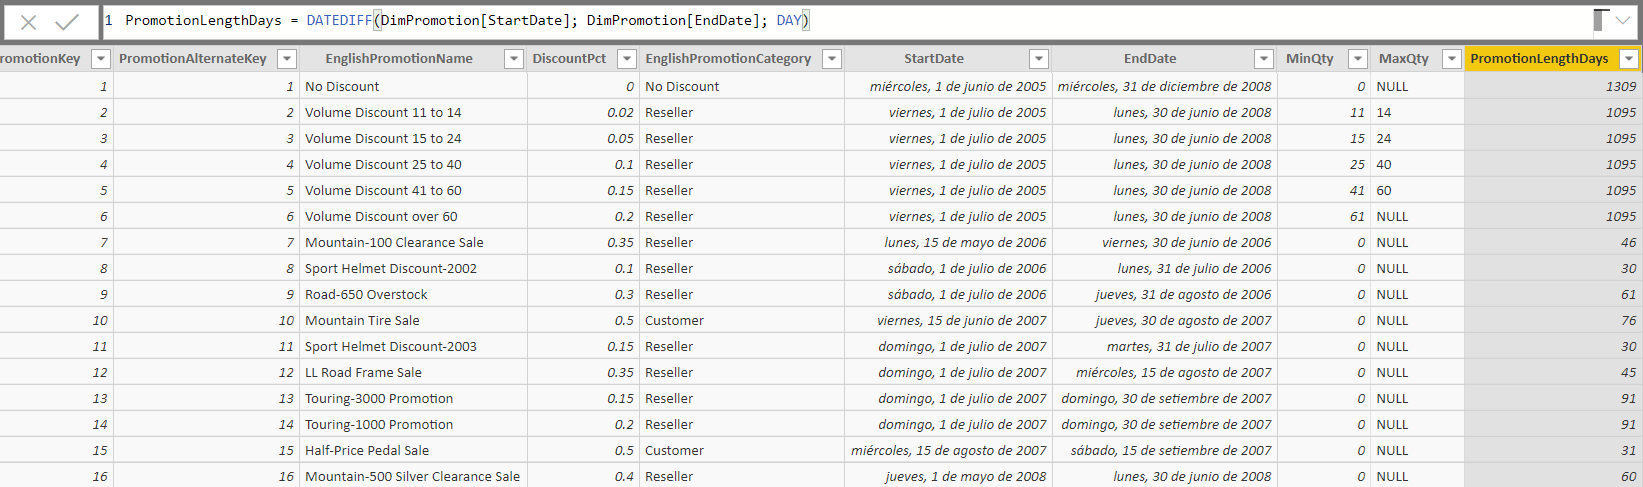 1 PromotionLengthDays = DATEDIFF(DimPromotion[StartDate]; DimPromotion[EndDate]; DAY)
romotionKey PromotionAlternateKey EnglishPromotionName DiscountPct EnglishPromotionCategory StartDate EndDate MinQty MaxQty PromotionLengthDays
1 1 No Discount 0 No Discount miércoles, 1 de junio de 2005 miércoles, 31 de diciembre de 2008 0 NULL 1309
2 2 Volume Discount 11 to 14 0.02 Reseller viernes, 1 de julio de 2005 lunes, 30 de junio de 2008 11 14 1095
3 3 Volume Discount 15 to 24 0.05 Reseller viernes, 1 de julio de 2005 lunes, 30 de junio de 2008 15 24 1095
4 4 Volume Discount 25 to 40 0.1 Reseller viernes, 1 de julio de 2005 lunes, 30 de junio de 2008 25 40 1095
5 5 Volume Discount 41 to 60 0.15 Reseller viernes, 1 de julio de 2005 lunes, 30 de junio de 2008 41 60 1095
6 6 Volume Discount over 60 0.2 Reseller viernes, 1 de julio de 2005 lunes, 30 de junio de 2008 61 NULL 1095
7 7 Mountain-100 Clearance Sale 0.35 Reseller lunes, 15 de mayo de 2006 viernes, 30 de junio de 2006 0 NULL 46
8 8 Sport Helmet Discount-2002 0.1 Reseller sábado, 1 de julio de 2006 lunes, 31 de julio de 2006 0 NULL 30
9 9 Road-650 Overstock 0.3 Reseller sábado, 1 de julio de 2006 jueves, 31 de agosto de 2006 0 NULL 61
10 10 Mountain Tire Sale 0.5 Customer viernes, 15 de junio de 2007 jueves, 30 de agosto de 2007 0 NULL 76
11 11 Sport Helmet Discount-2003 0.15 Reseller domingo, 1 de julio de 2007 martes, 31 de julio de 2007 0 NULL 30
12 12 LL Road Frame Sale 0.35 Reseller domingo, 1 de julio de 2007 miércoles, 15 de agosto de 2007 0 NULL 45
13 13 Touring-3000 Promotion 0.15 Reseller domingo, 1 de julio de 2007 domingo, 30 de setiembre de 2007 0 NULL 91
14 14 Touring-1000 Promotion 0.2 Reseller domingo, 1 de julio de 2007 domingo, 30 de setiembre de 2007 0 NULL 91
15 15 Half-Price Pedal Sale 0.5 Customer miércoles, 15 de agosto de 2007 sábado, 15 de setiembre de 2007 0 NULL 31
16 16 Mountain-500 Silver Clearance Sale 0.4 Reseller jueves, 1 de mayo de 2008 lunes, 30 de junio de 2008 0 NULL 60